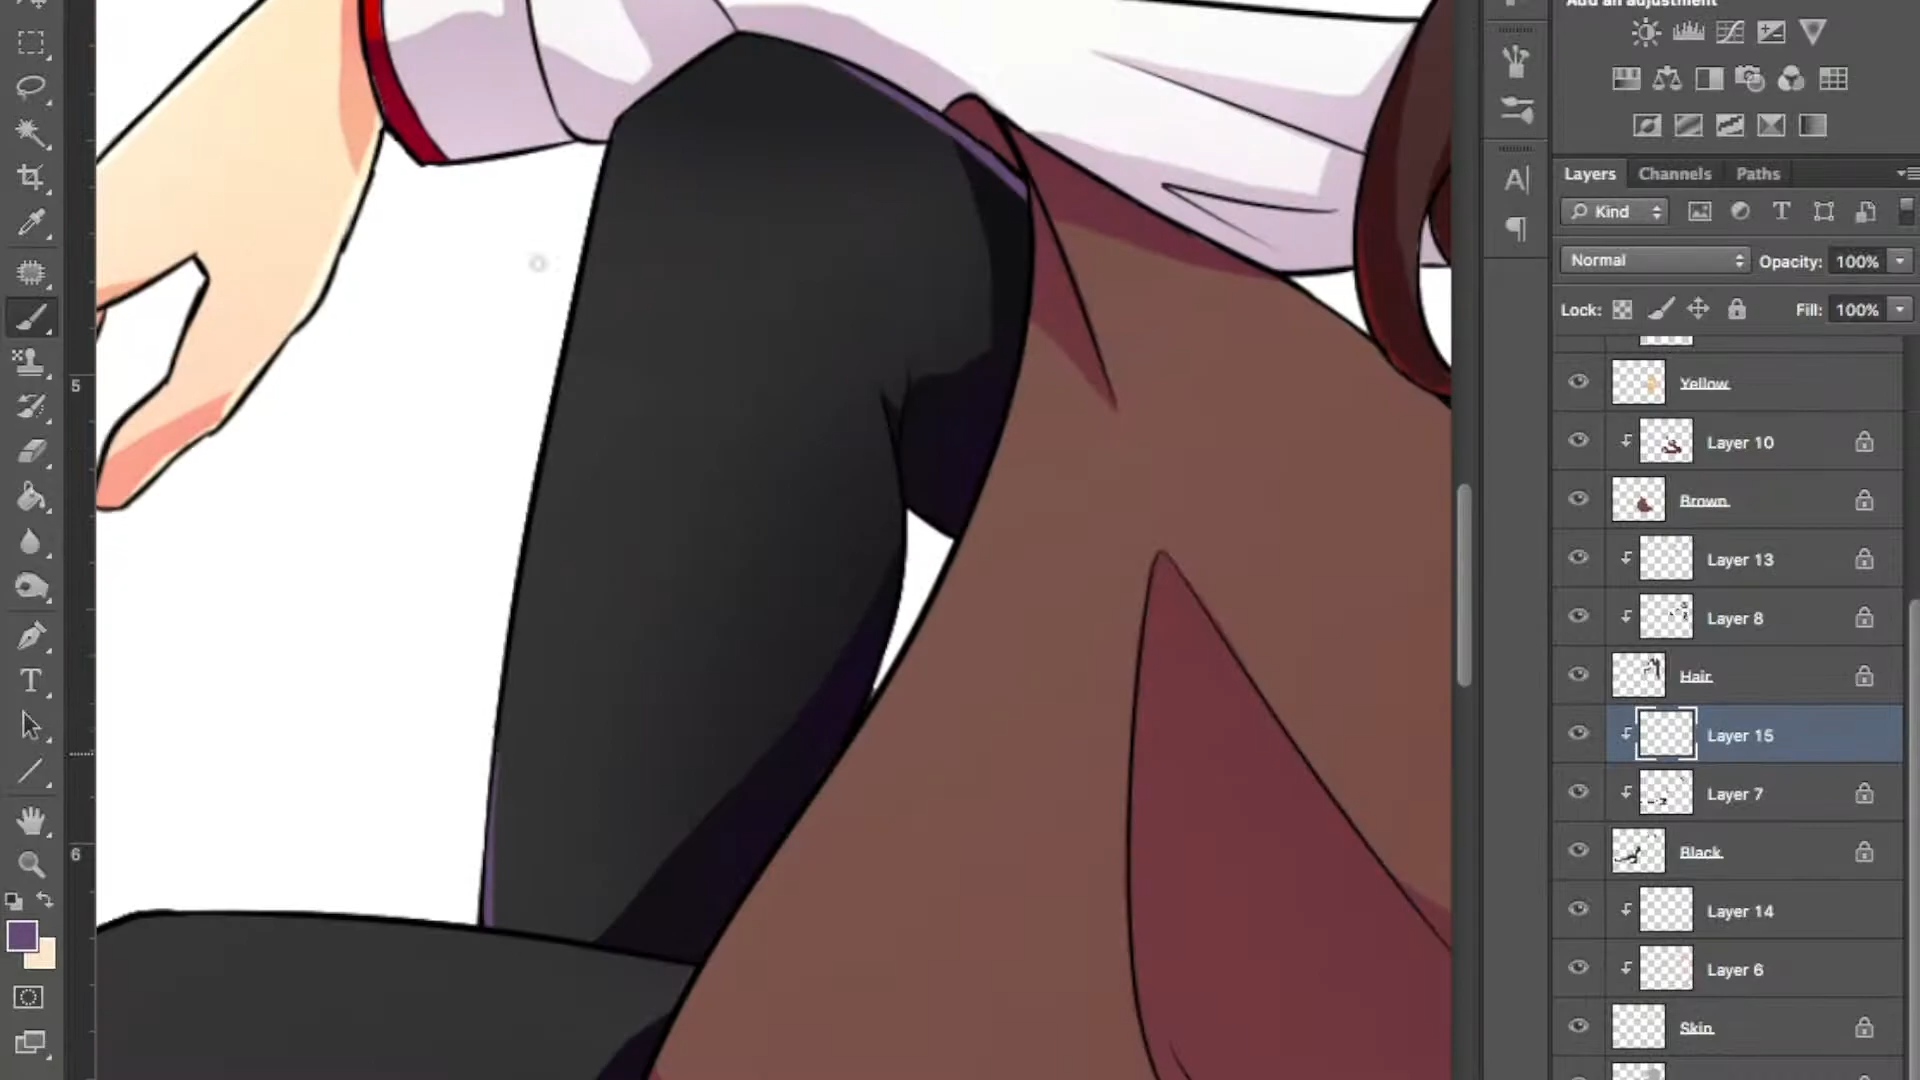 Add an adjustment
Layers Channels Paths
Kind
Normal Opacity: 100%
Lock: Fill: 100%
Yellow
Layer 10
Brown
Layer 13
Layer 8
Hair
Layer 15
Layer 7
Black
Layer 14
Layer 6
Skin
5
6